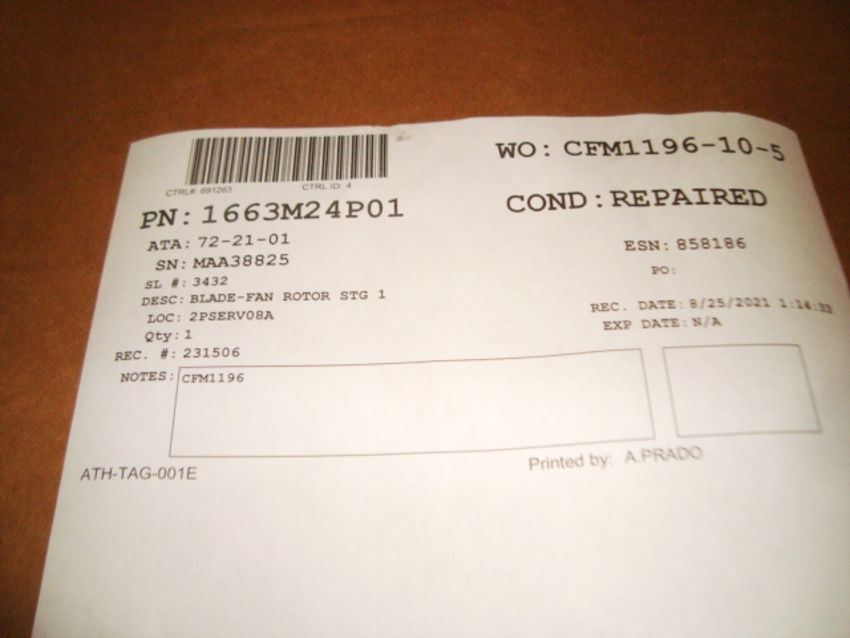 CTRL#: 691263 CTRL ID: 4
WO: CFM1196-10-5
PN: 1663M24P01
COND: REPAIRED
ATA: 72-21-01
ESN: 858186
SN: MAA38825
PO:
SL #: 3432
DESC: BLADE-FAN ROTOR STG 1
REC. DATE: 8/25/2021 1:14:33
LOC: 2PSERV08A
EXP DATE: N/A
Qty: 1
REC. #: 231506
NOTES: CFM1196
ATH-TAG-001E
Printed by: A.PRADO